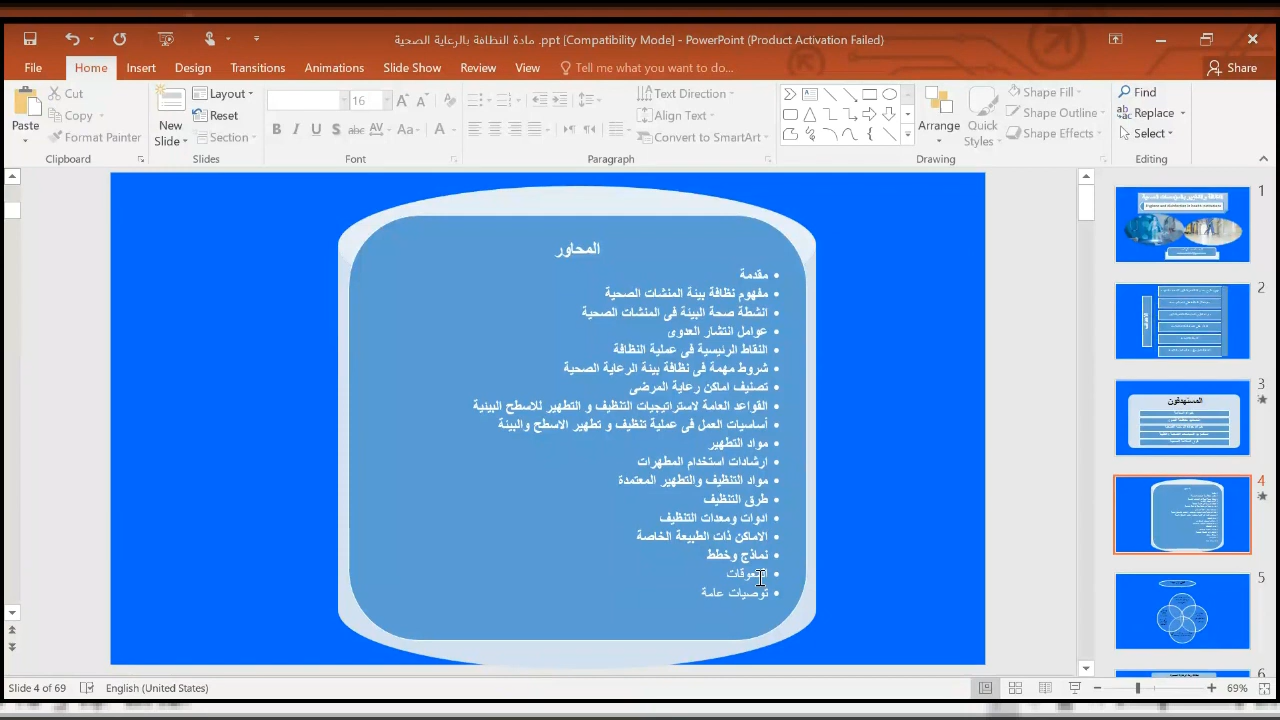 مادة النظافة بالرعاية الصحية .ppt [Compatibility Mode] - PowerPoint (Product Activation Failed)
File Home Insert Design Transitions Animations Slide Show Review View Tell me what you want to do... Share
Paste
Cut
Copy
Format Painter
Clipboard
New Slide
Layout
Reset
Section
Slides
16
B I U S abc AV Aa A
Font
Text Direction
Align Text
Convert to SmartArt
Paragraph
Arrange
Quick Styles
Shape Fill
Shape Outline
Shape Effects
Drawing
Find
Replace
Select
Editing
المحاور
• مقدمة
• مفهوم نظافة بيئة المنشات الصحية
• انشطة صحة البيئة فى المنشات الصحية
• عوامل انتشار العدوى
• النقاط الرئيسية فى عملية النظافة
• شروط مهمة فى نظافة بيئة الرعاية الصحية
• تصنيف اماكن رعاية المرضى
• القواعد العامة لاستراتيجيات التنظيف و التطهير للاسطح البيئية
• أساسيات العمل فى عملية تنظيف و تطهير الاسطح والبيئة
• مواد التطهير
• ارشادات استخدام المطهرات
• مواد التنظيف والتطهير المعتمدة
• طرق التنظيف
• ادوات ومعدات التنظيف
• الاماكن ذات الطبيعة الخاصة
• نماذج وخطط
• توصيات عامة
1
2
3
المستهدفون
4
5
6
Slide 4 of 69 English (United States) 69%